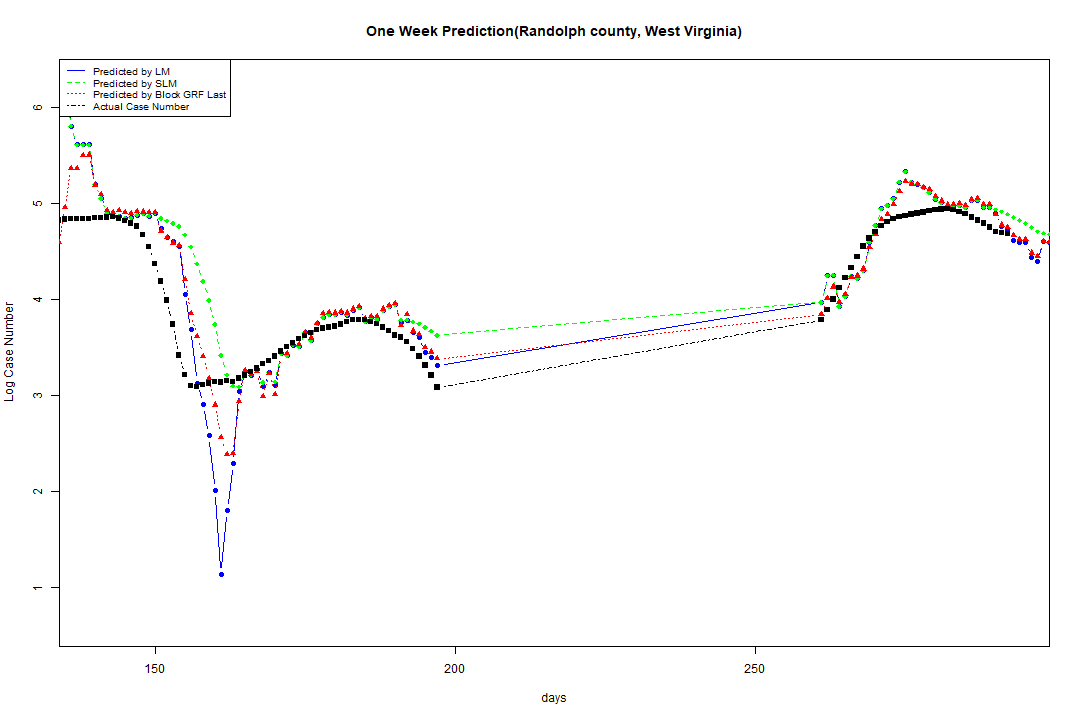 One Week Prediction(Randolph county, West Virginia)
Predicted by LM
Predicted by SLM
Predicted by Block GRF Last
Actual Case Number
6
5
4
3
2
1
Log Case Number
150
200
250
days